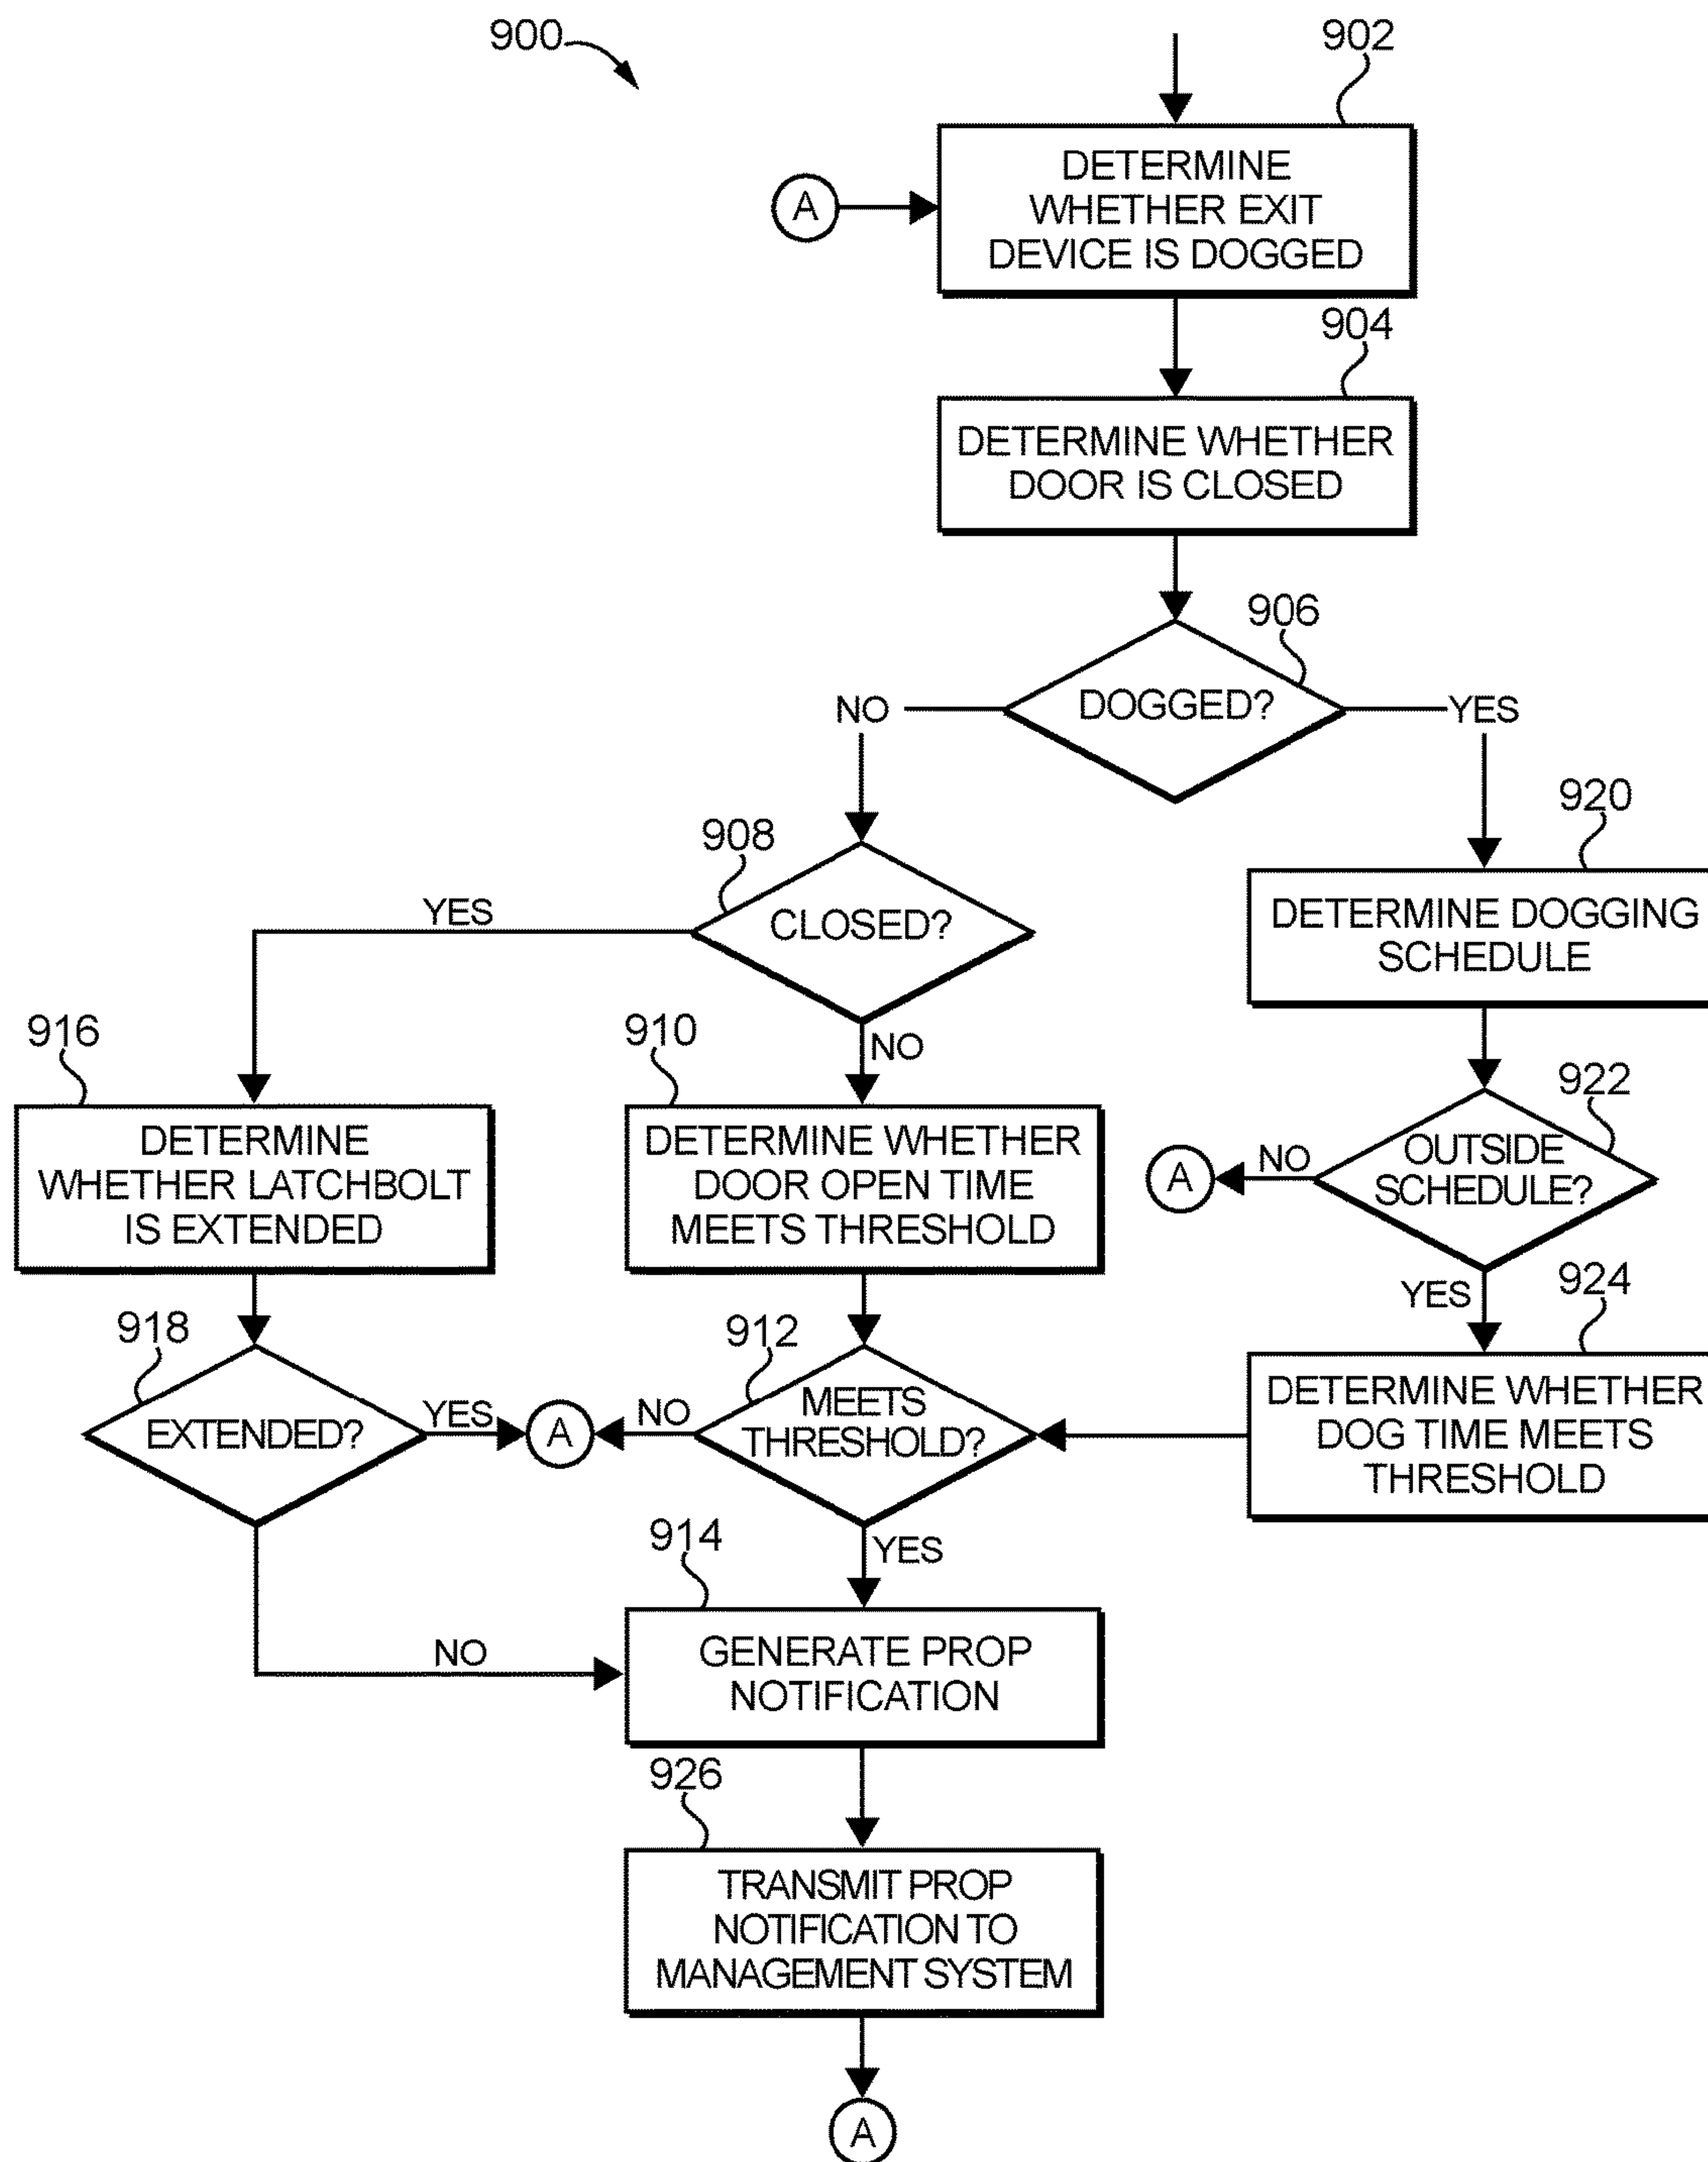 900
902
DETERMINE
WHETHER EXIT
DEVICE IS DOGGED
A
904
DETERMINE WHETHER
DOOR IS CLOSED
906
DOGGED?
NO
YES
908
CLOSED?
YES
NO
920
DETERMINE DOGGING
SCHEDULE
916
DETERMINE
WHETHER LATCHBOLT
IS EXTENDED
910
DETERMINE WHETHER
DOOR OPEN TIME
MEETS THRESHOLD
922
OUTSIDE
SCHEDULE?
NO
A
YES
924
DETERMINE WHETHER
DOG TIME MEETS
THRESHOLD
918
EXTENDED?
YES
A
NO
912
MEETS
THRESHOLD?
YES
NO
914
GENERATE PROP
NOTIFICATION
926
TRANSMIT PROP
NOTIFICATION TO
MANAGEMENT SYSTEM
A